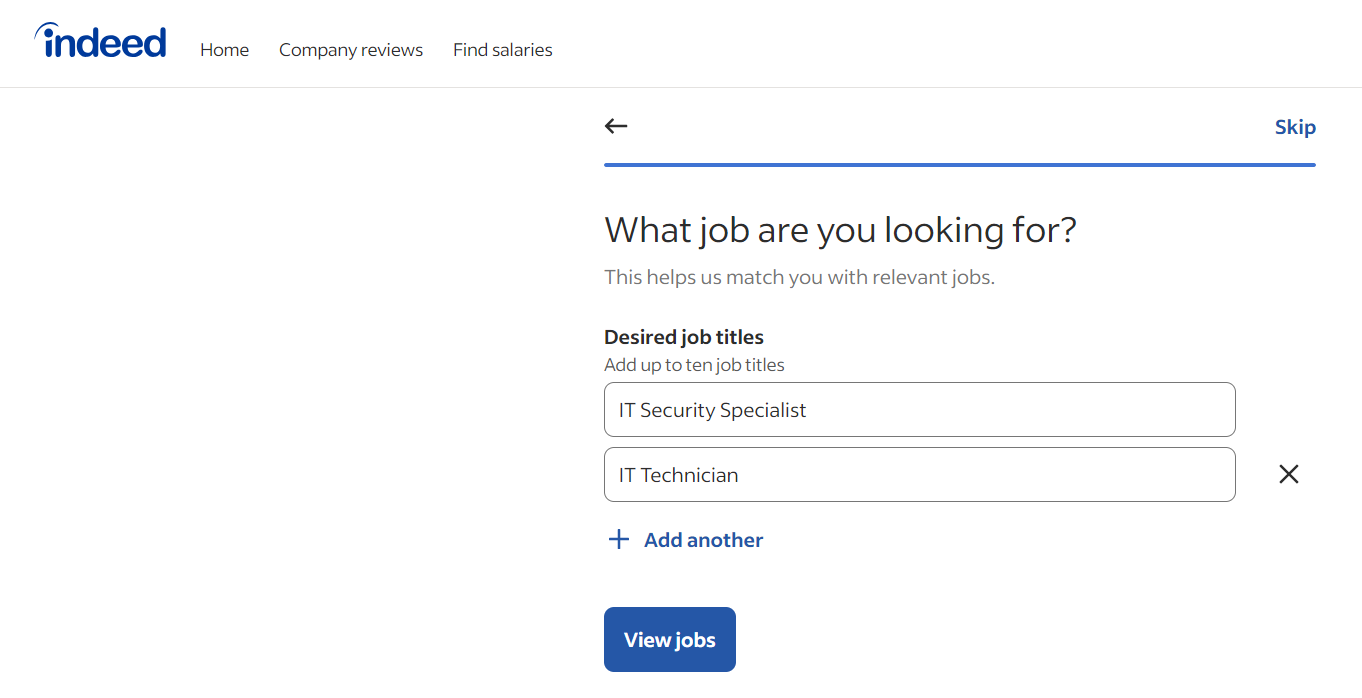 indeed Home Company reviews Find salaries
Skip
What job are you looking for?
This helps us match you with relevant jobs.
Desired job titles
Add up to ten job titles
IT Security Specialist
IT Technician
Add another
View jobs